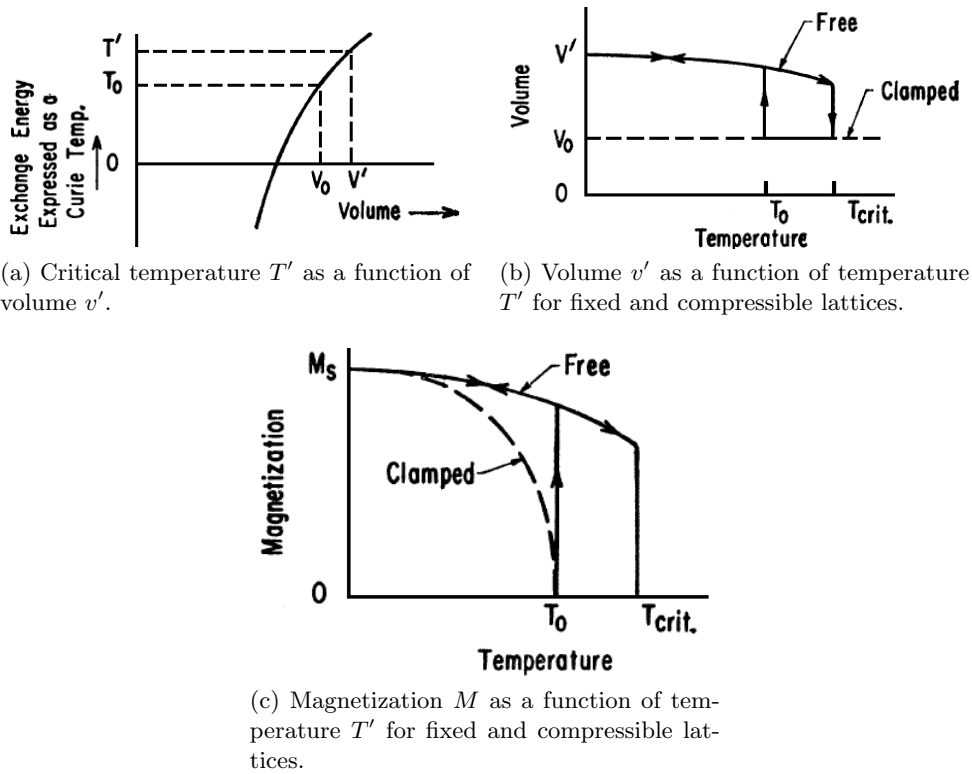 Exchange Energy
Expressed as a
Curie Temp.
T′
T₀
0
V₀
V′
Volume
(a) Critical temperature T′ as a function of
volume v′.
Volume
V′
V₀
0
Free
Clamped
T₀
Tcrit.
Temperature
(b) Volume v′ as a function of temperature
T′ for fixed and compressible lattices.
Magnetization
Mₛ
0
Free
Clamped
T₀
Tcrit.
Temperature
(c) Magnetization M as a function of tem-
perature T′ for fixed and compressible lat-
tices.